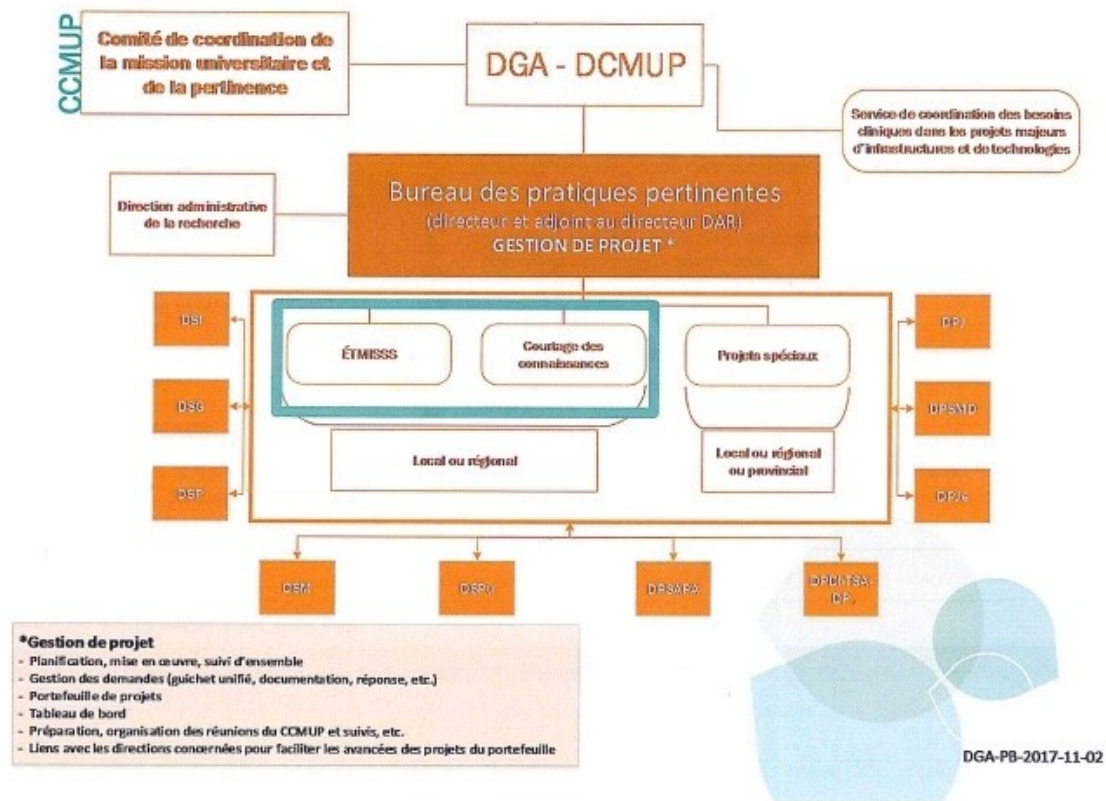 CCMUP
Comité de coordination de
la mission universitaire et
de la pertinence
DGA - DCMUP
Service de coordination des besoins
cliniques dans les projets majeurs
d'infrastructures et de technologies
Direction administrative
de la recherche
Bureau des pratiques pertinentes
(directeur et adjoint au directeur DAR)
GESTION DE PROJET *
DSI
DSG
DSP
ÉTMISSS
Courtage des
connaissances
Projets spéciaux
Local ou régional
Local ou régional
ou provincial
DPJ
DPSMD
DPJe
DSM
DSPu
DPSAPA
*Gestion de projet
- Planification, mise en œuvre, suivi d'ensemble
- Gestion des demandes (guichet unifié, documentation, réponse, etc.)
- Portefeuille de projets
- Tableau de bord
- Préparation, organisation des réunions du CCMUP et suivis, etc.
- Liens avec les directions concernées pour faciliter les avancées des projets du portefeuille
DGA-PB-2017-11-02